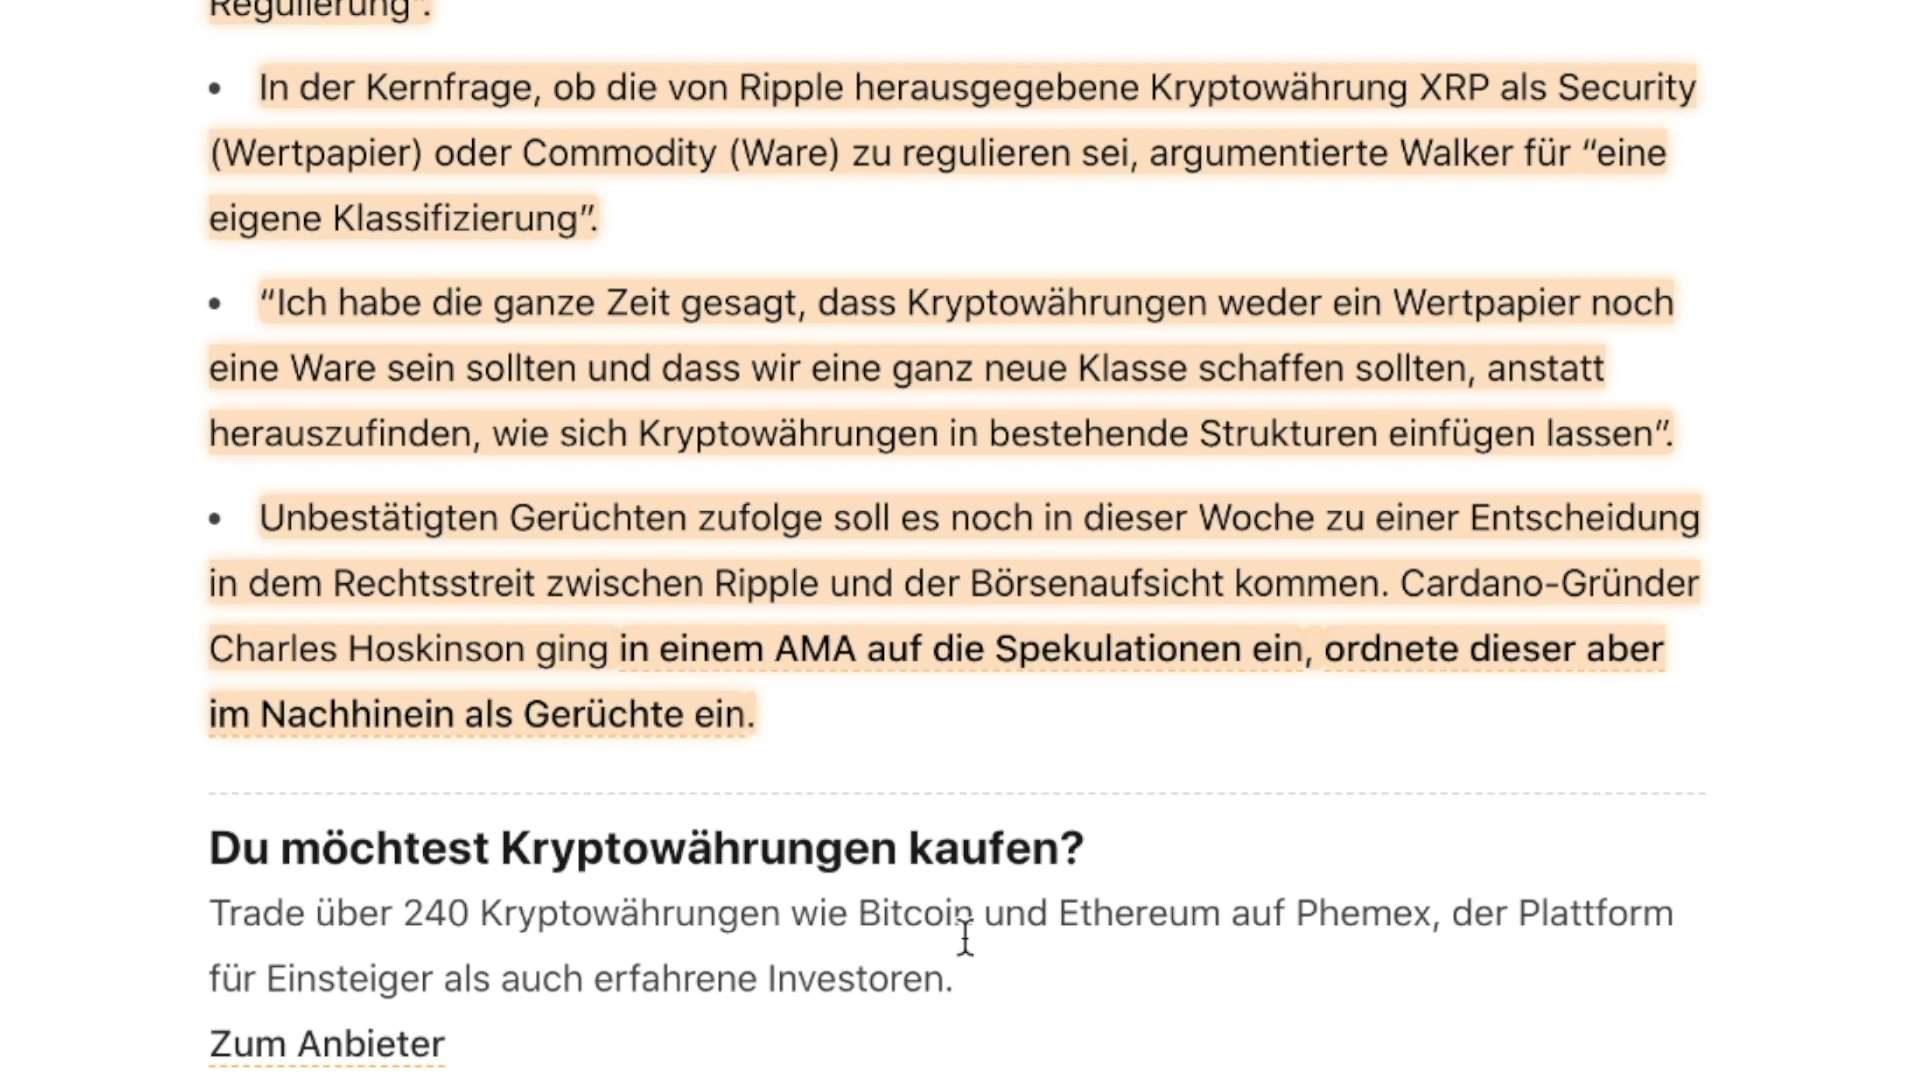 Regulierung”.
• In der Kernfrage, ob die von Ripple herausgegebene Kryptowährung XRP als Security
(Wertpapier) oder Commodity (Ware) zu regulieren sei, argumentierte Walker für “eine
eigene Klassifizierung”.
• “Ich habe die ganze Zeit gesagt, dass Kryptowährungen weder ein Wertpapier noch
eine Ware sein sollten und dass wir eine ganz neue Klasse schaffen sollten, anstatt
herauszufinden, wie sich Kryptowährungen in bestehende Strukturen einfügen lassen”.
• Unbestätigten Gerüchten zufolge soll es noch in dieser Woche zu einer Entscheidung
in dem Rechtsstreit zwischen Ripple und der Börsenaufsicht kommen. Cardano-Gründer
Charles Hoskinson ging in einem AMA auf die Spekulationen ein, ordnete dieser aber
im Nachhinein als Gerüchte ein.
Du möchtest Kryptowährungen kaufen?
Trade über 240 Kryptowährungen wie Bitcoin und Ethereum auf Phemex, der Plattform
für Einsteiger als auch erfahrene Investoren.
Zum Anbieter